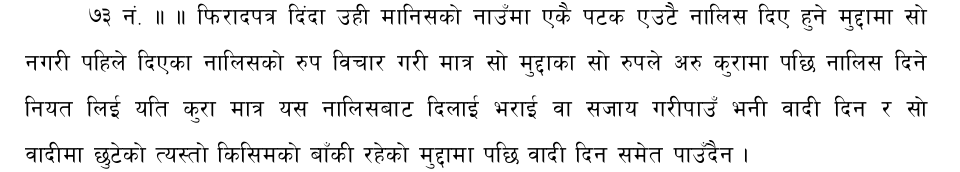 ७३ नं. ॥ ॥ फिरादपत्र दिंदा उही मानिसको नाउँमा एकै पटक एउटै नालिस दिए हुने मुद्दामा सो
नगरी पहिले दिएका नालिसको रुप विचार गरी मात्र सो मुद्दाका सो रुपले अरु कुरामा पछि नालिस दिने
नियत लिई यति कुरा मात्र यस नालिसबाट दिलाई भराई वा सजाय गरीपाउँ भनी वादी दिन र सो
वादीमा छुटेको त्यस्तो किसिमको बाँकी रहेको मुद्दामा पछि वादी दिन समेत पाउँदैन ।